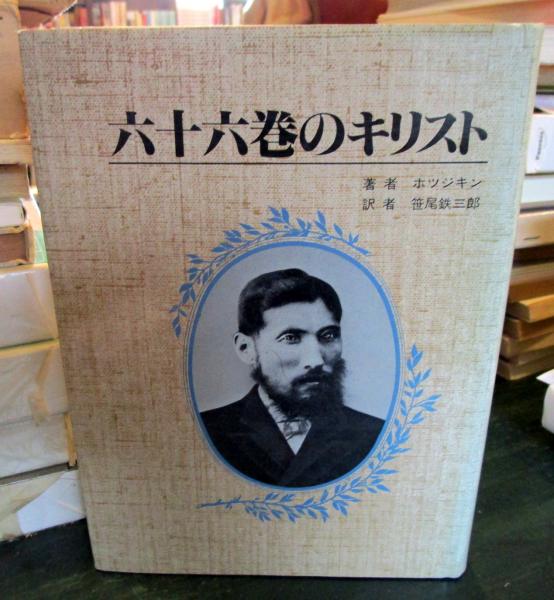 六十六巻のキリスト
著者 ホツジキン
訳者 笹尾鉄三郎